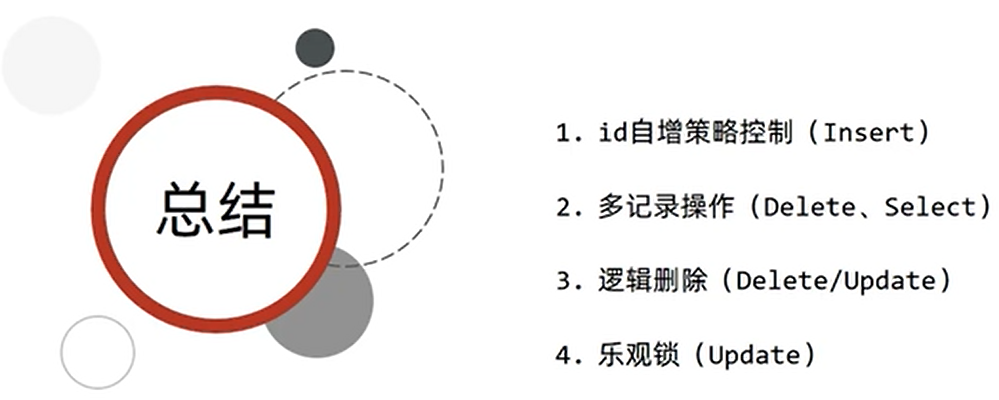 总结
1. id自增策略控制（Insert）
2. 多记录操作（Delete、Select）
3. 逻辑删除（Delete/Update）
4. 乐观锁（Update）